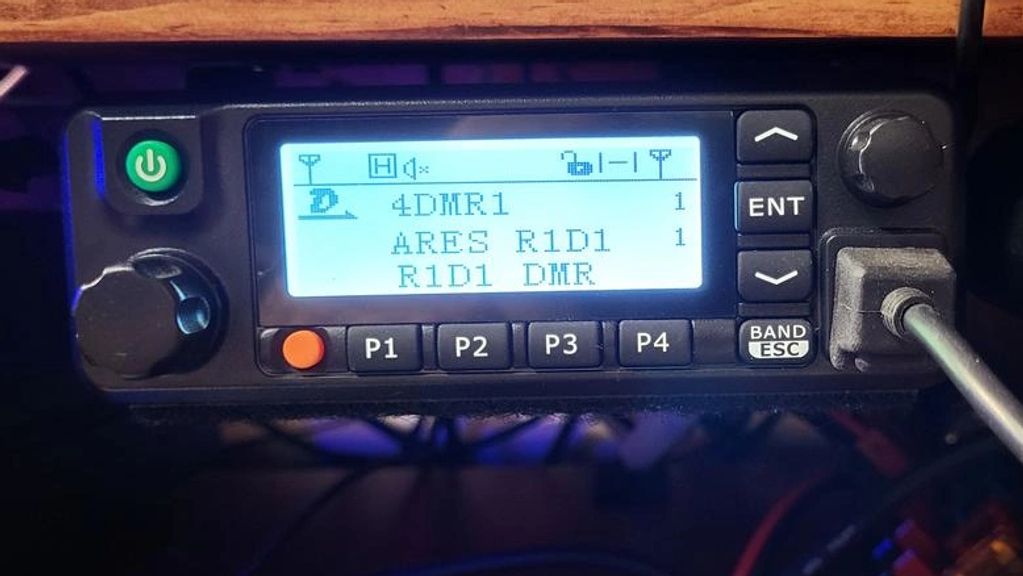 H
D
4DMR1 1
ARES R1D1 1
R1D1 DMR
ENT
P1 P2 P3 P4
BAND
ESC